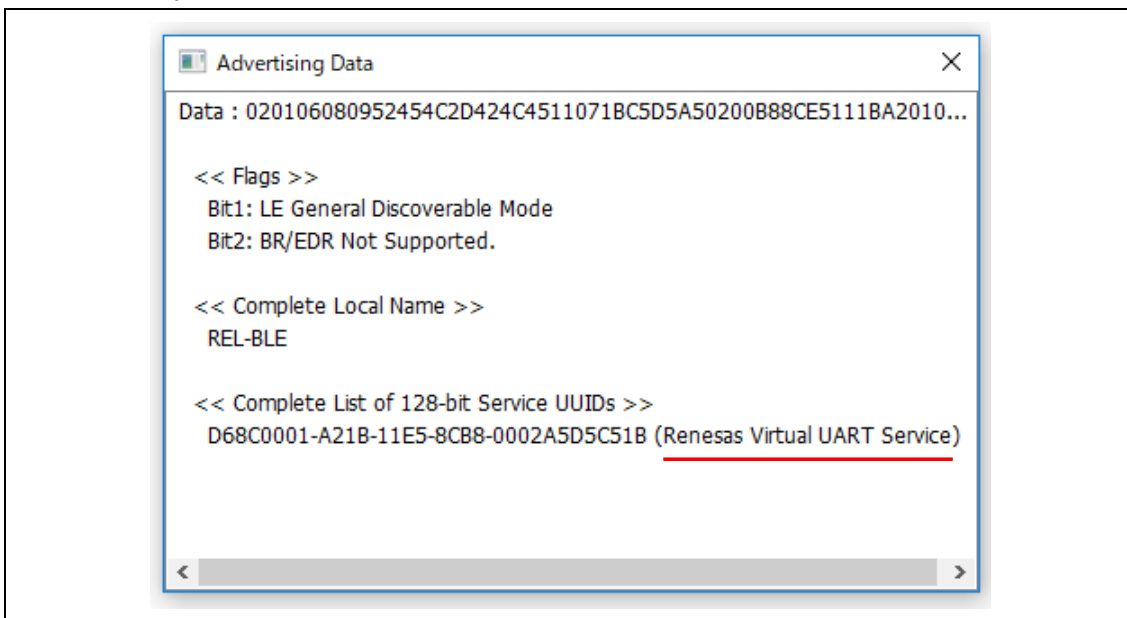 Advertising Data
Data : 020106080952454C2D424C4511071BC5D5A50200B88CE5111BA2010...
<< Flags >>
Bit1: LE General Discoverable Mode
Bit2: BR/EDR Not Supported.
<< Complete Local Name >>
REL-BLE
<< Complete List of 128-bit Service UUIDs >>
D68C0001-A21B-11E5-8CB8-0002A5D5C51B (Renesas Virtual UART Service)